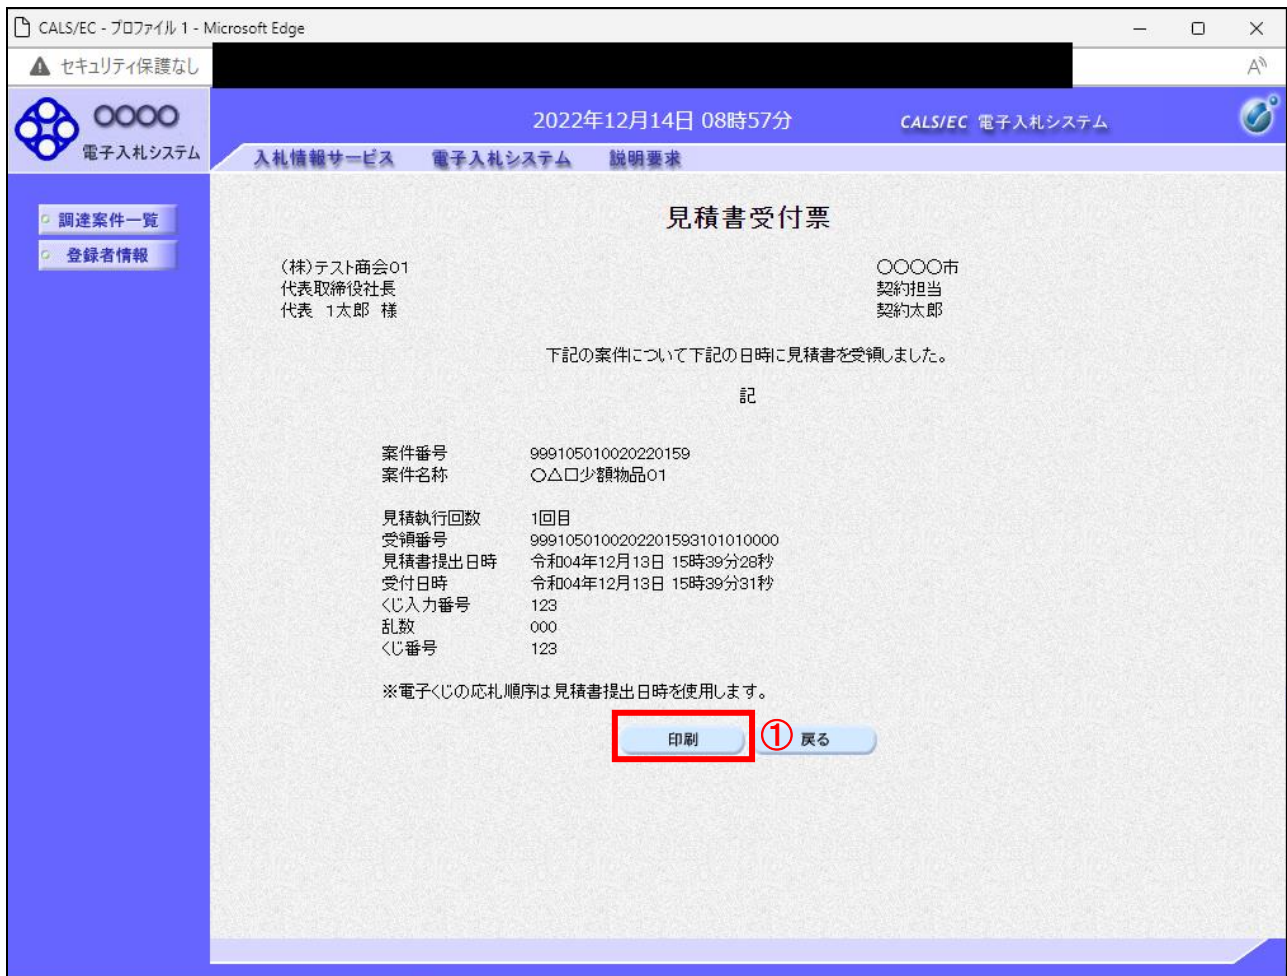 CALS/EC - プロファイル 1 - Microsoft Edge
セキュリティ保護なし
〇〇〇〇
電子入札システム
2022年12月14日 08時57分
CALS/EC 電子入札システム
入札情報サービス 電子入札システム 説明要求
調達案件一覧
登録者情報
見積書受付票
(株)テスト商会01
代表取締役社長
代表 1太郎 様
〇〇〇〇市
契約担当
契約太郎
下記の案件について下記の日時に見積書を受領しました。
記
案件番号 999105010020220159
案件名称 〇△口少額物品01
見積執行回数 1回目
受領番号 9991050100202201593101010000
見積書提出日時 令和04年12月13日 15時39分28秒
受付日時 令和04年12月13日 15時39分31秒
くじ入力番号 123
乱数 000
くじ番号 123
※電子くじの応札順序は見積書提出日時を使用します。
印刷 ① 戻る